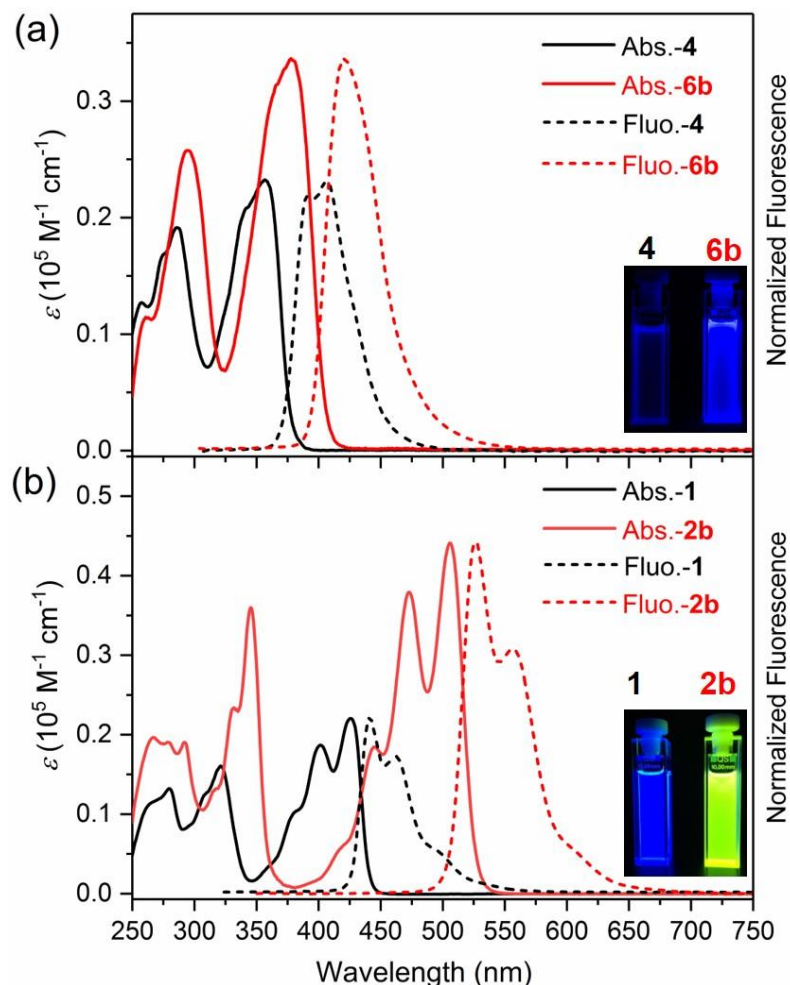 (a)
Abs.-4
Abs.-6b
Fluo.-4
Fluo.-6b
4 6b
0.3
0.2
0.1
0.0
ε (10⁵ M⁻¹ cm⁻¹)
Normalized Fluorescence
(b)
Abs.-1
Abs.-2b
Fluo.-1
Fluo.-2b
1 2b
10.00mm
0.5
0.4
0.3
0.2
0.1
0.0
ε (10⁵ M⁻¹ cm⁻¹)
Normalized Fluorescence
250 300 350 400 450 500 550 600 650 700 750
Wavelength (nm)